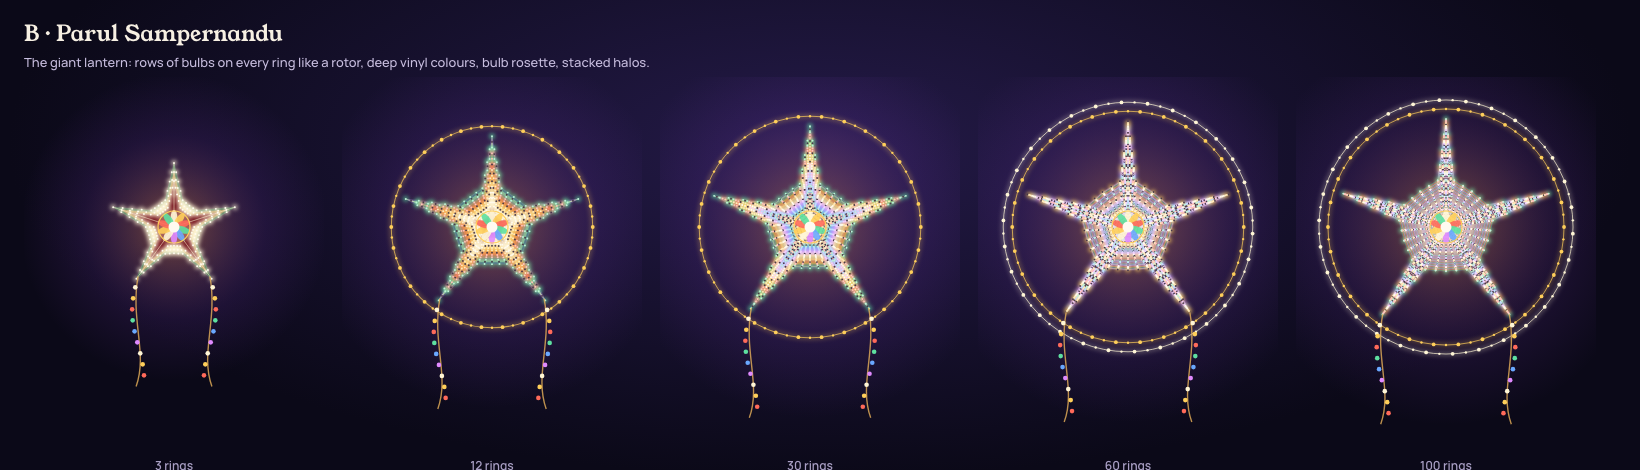 B · Parul Sampernandu
The giant lantern: rows of bulbs on every ring like a rotor, deep vinyl colours, bulb rosette, stacked halos.
3 rings
12 rings
30 rings
60 rings
100 rings